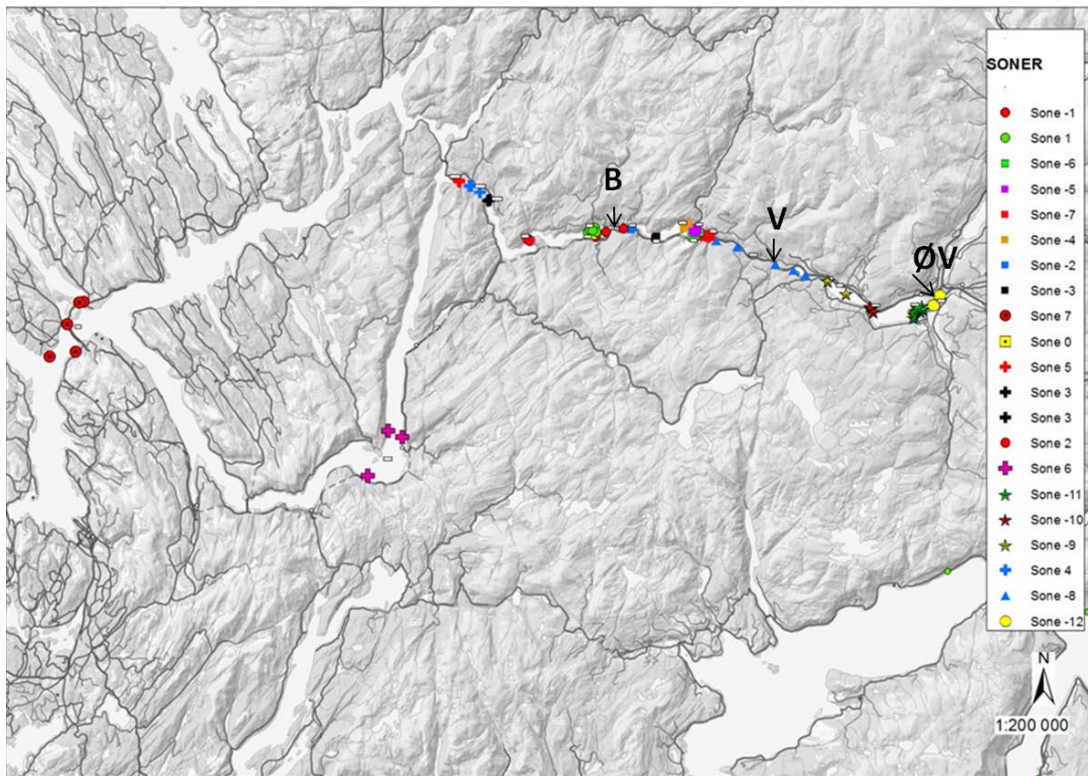 SONER
Sone -1
Sone 1
Sone -6
Sone -5
Sone -7
Sone -4
Sone -2
Sone -3
Sone 7
Sone 0
Sone 5
Sone 3
Sone 3
Sone 2
Sone 6
Sone -11
Sone -10
Sone -9
Sone 4
Sone -8
Sone -12
B
V
ØV
N
1:200 000